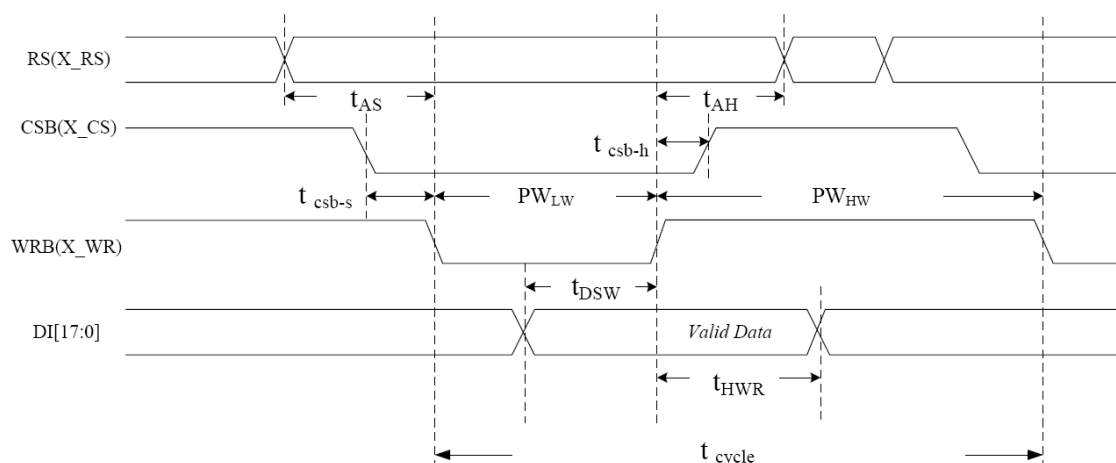 RS(X_RS)
tAS
tAH
CSB(X_CS)
t csb-h
t csb-s
PWLW
PWHW
WRB(X_WR)
tDSW
DI[17:0]
Valid Data
tHWR
t cycle